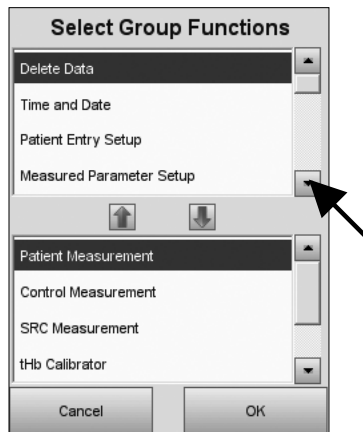 Select Group Functions
Delete Data
Time and Date
Patient Entry Setup
Measured Parameter Setup
Patient Measurement
Control Measurement
SRC Measurement
tHb Calibrator
Cancel OK